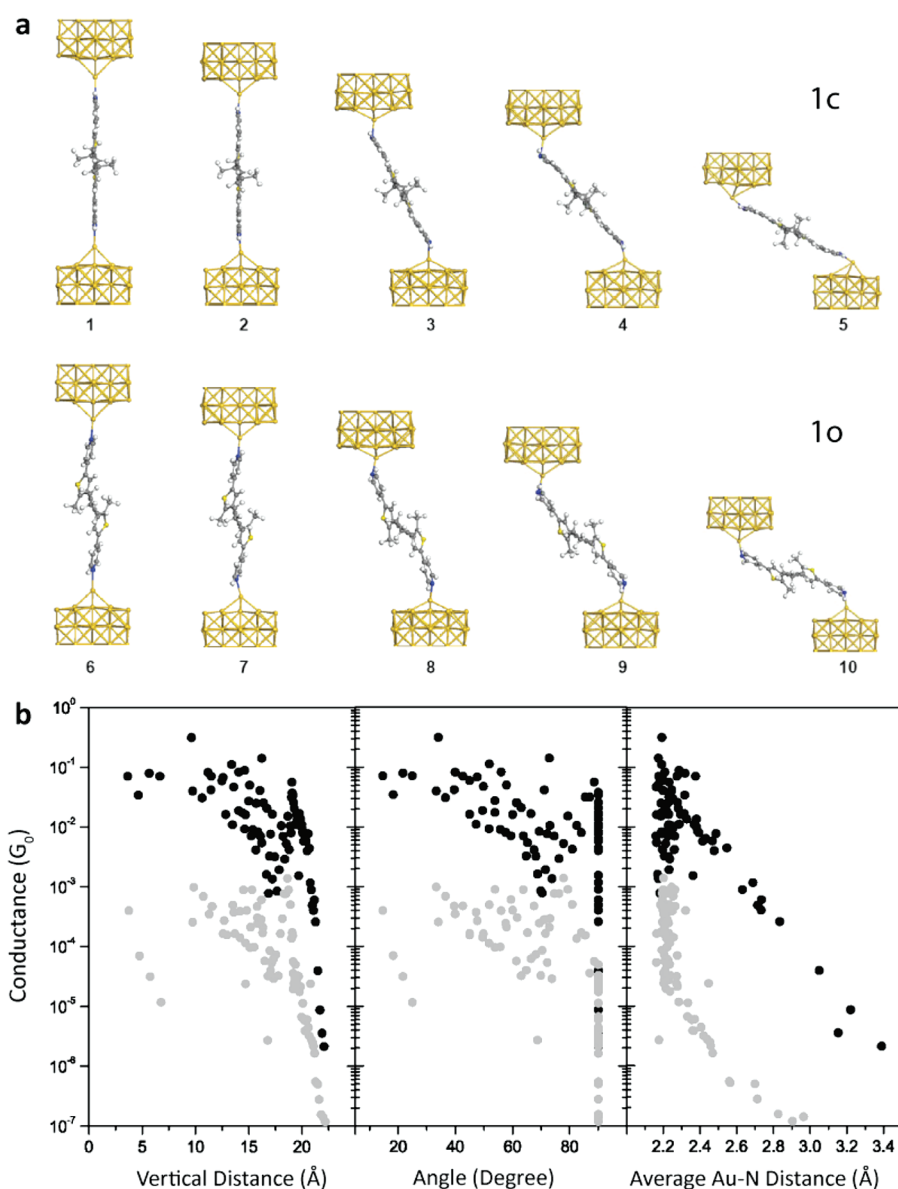 a
1c
1 2 3 4 5
1o
6 7 8 9 10
b
10⁰
10⁻¹
10⁻²
10⁻³
10⁻⁴
10⁻⁵
10⁻⁶
10⁻⁷
Conductance (G₀)
0 5 10 15 20 20 40 60 80 2.2 2.4 2.6 2.8 3.0 3.2 3.4
Vertical Distance (Å) Angle (Degree) Average Au-N Distance (Å)